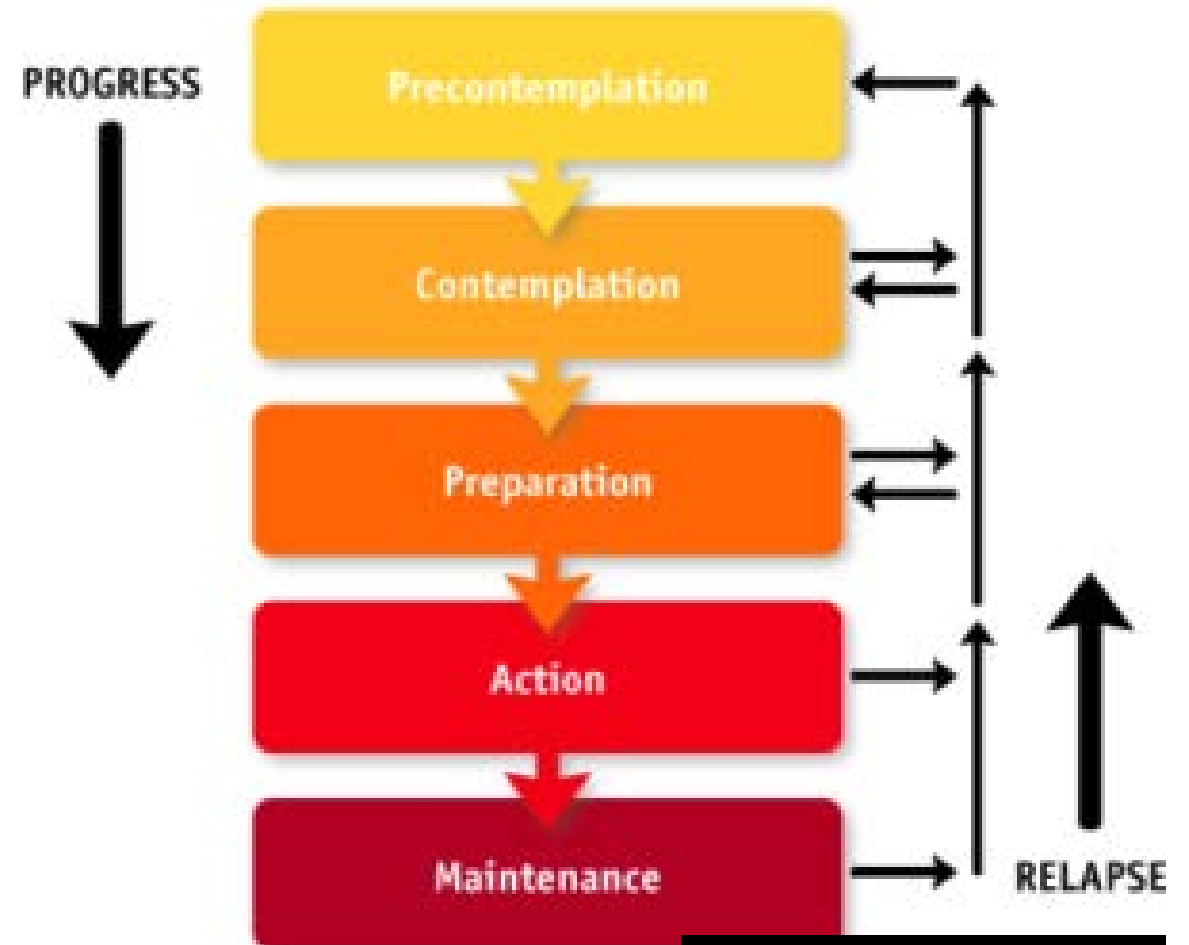 PROGRESS
Precontemplation
Contemplation
Preparation
Action
Maintenance
RELAPSE